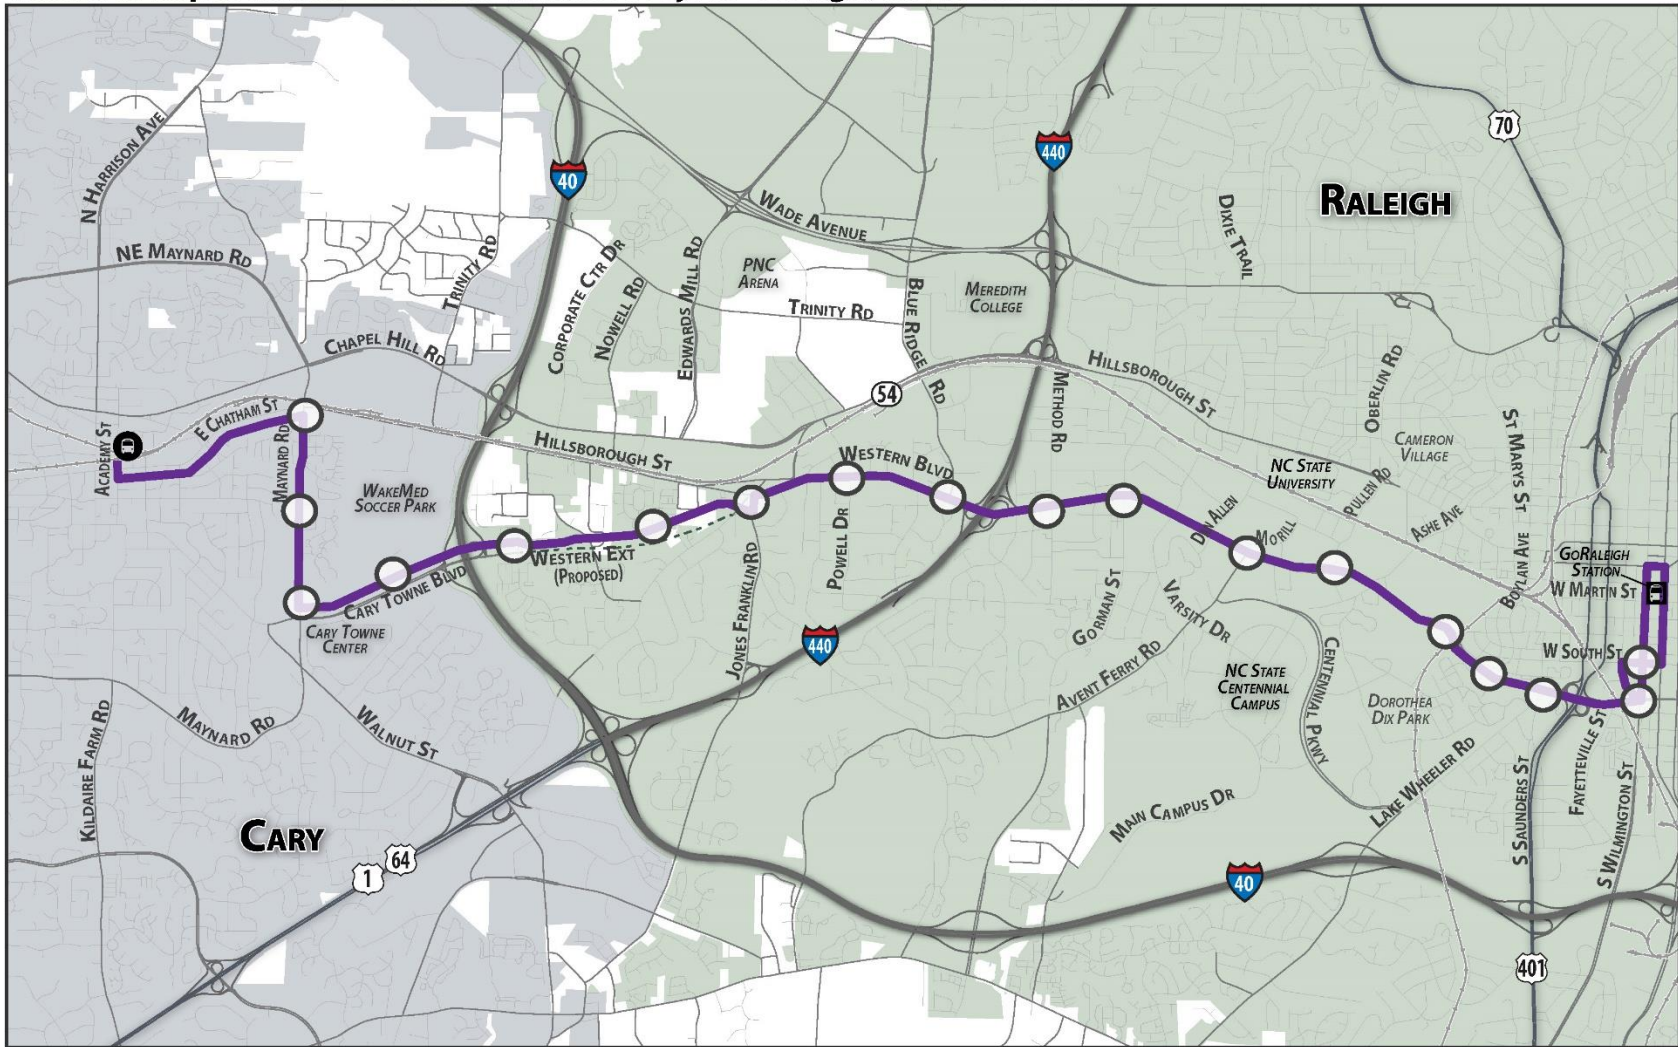 70
440
40
RALEIGH
N HARRISON AVE
WADE AVENUE
DIXIE TRAIL
NE MAYNARD RD
TRINITY RD
CORPORATE CTR DR
NOWELL RD
EDWARDS MILL RD
PNC
ARENA
TRINITY RD
BLUE RIDGE RD
MEREDITH
COLLEGE
CHAPEL HILL RD
HILLSBOROUGH ST
METHOD RD
OBERLIN RD
54
ACADEMY ST
E CHATHAM ST
MAYNARD RD
HILLSBOROUGH ST
WESTERN BLVD
CAMERON
VILLAGE
ST MARYS ST
NC STATE
UNIVERSITY
PULLEN RD
WAKEMED
SOCCER PARK
DAN ALLEN
MORILL
ASHE AVE
POWELL DR
BOYLAN AVE
GORALEIGH
STATION
W MARTIN ST
WESTERN EXT
(PROPOSED)
CARY TOWNE BLVD
CARY TOWNE
CENTER
JONES FRANKLIN RD
440
GORMAN ST
VARSITY DR
AVENT FERRY RD
CENTENNIAL PKWY
W SOUTH ST
NC STATE
CENTENNIAL
CAMPUS
DOROTHEA
DIX PARK
KILDAIRE FARM RD
MAYNARD RD
WALNUT ST
LAKE WHEELER RD
S SAUNDERS ST
FAYETTEVILLE ST
S WILMINGTON ST
MAIN CAMPUS DR
CARY
64
1
40
401